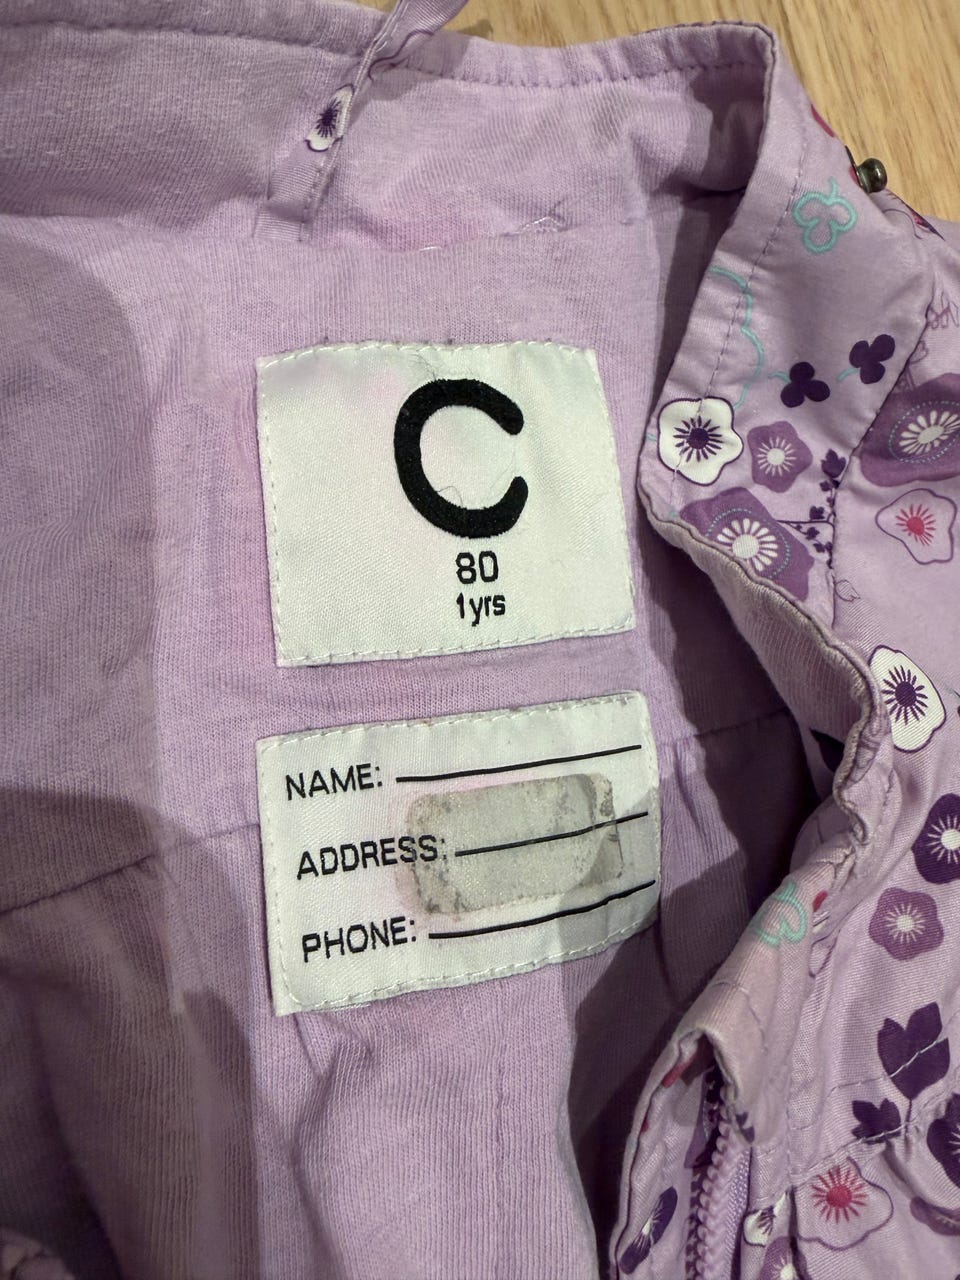 C
80
1yrs
NAME:
ADDRESS:
PHONE: